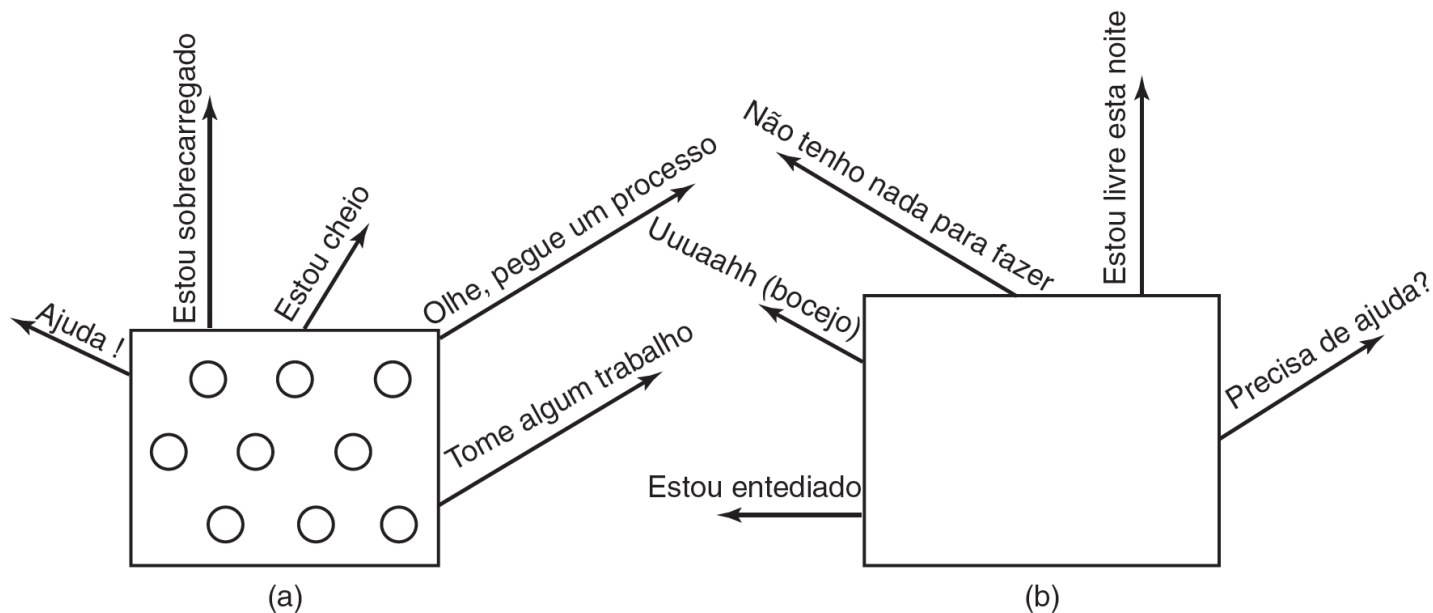 Ajuda !
Estou sobrecarregado
Estou cheio
Olhe, pegue um processo
Tome algum trabalho
(a)
Não tenho nada para fazer
Uuuaahh (bocejo)
Estou livre esta noite
Precisa de ajuda?
Estou entediado
(b)